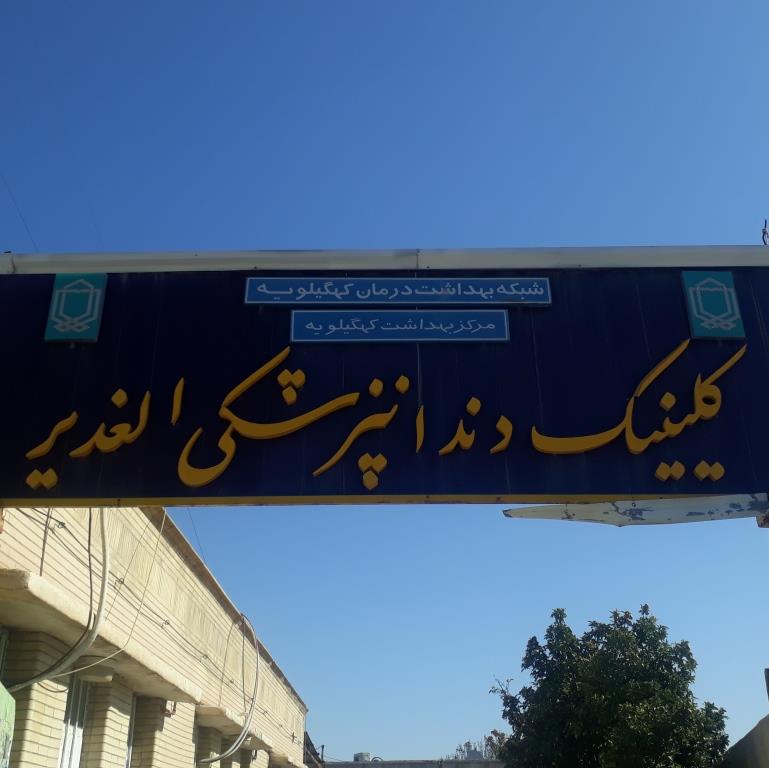 شبکه بهداشت درمان کهگیلویه
مرکز بهداشت کهگیلویه
کلینیک دندانپزشکی الغدیر